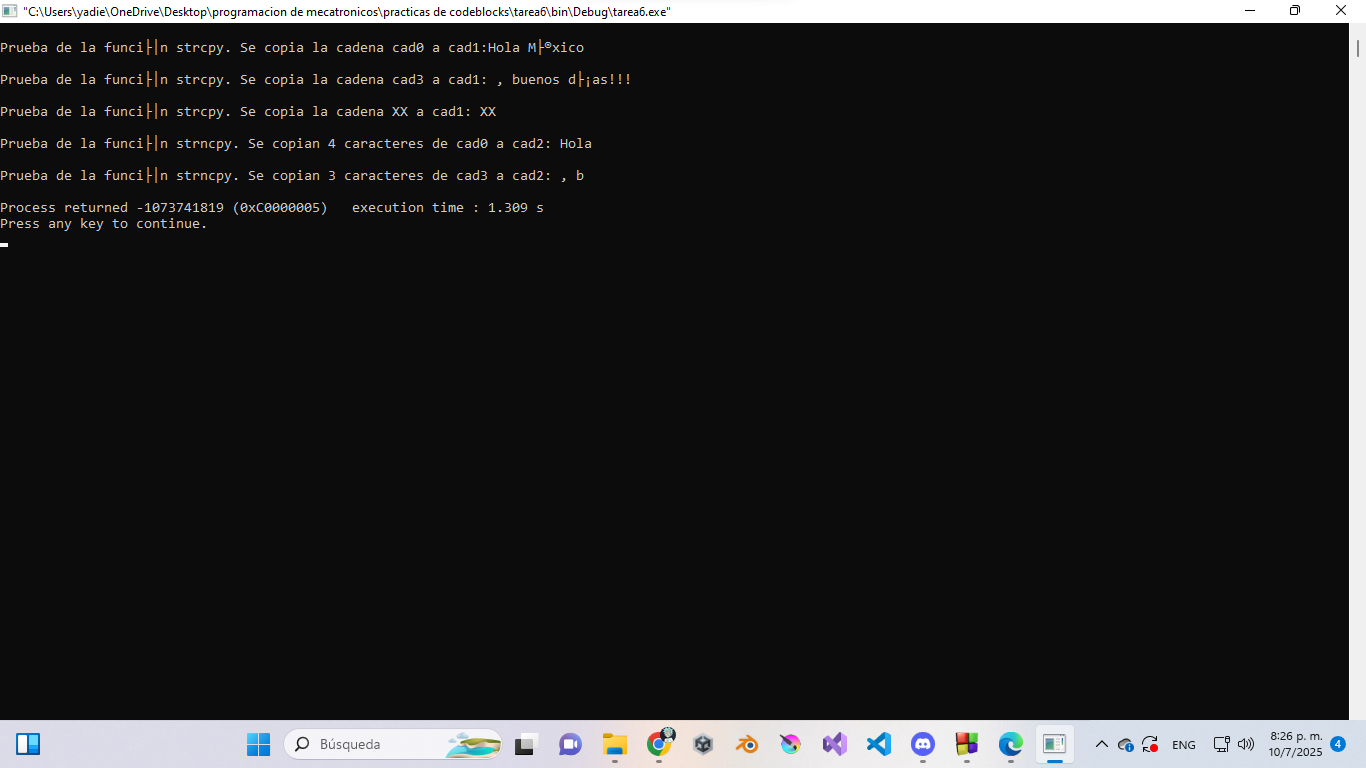 "C:\Users\yadie\OneDrive\Desktop\programacion de mecatronicos\practicas de codeblocks\tarea6\bin\Debug\tarea6.exe"
Prueba de la funci├│n strcpy. Se copia la cadena cad0 a cad1:Hola M├®xico
Prueba de la funci├│n strcpy. Se copia la cadena cad3 a cad1: , buenos d├¡as!!!
Prueba de la funci├│n strcpy. Se copia la cadena XX a cad1: XX
Prueba de la funci├│n strncpy. Se copian 4 caracteres de cad0 a cad2: Hola
Prueba de la funci├│n strncpy. Se copian 3 caracteres de cad3 a cad2: , b
Process returned -1073741819 (0xC0000005)   execution time : 1.309 s
Press any key to continue.
Búsqueda
ENG
8:26 p. m.
10/7/2025
4